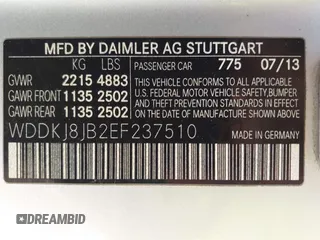 MFD BY DAIMLER AG STUTTGART
KG LBS PASSENGER CAR 775 07/13
GVWR 2215 4883 THIS VEHICLE CONFORMS TO ALL APPLICABLE
GAWR FRONT 1135 2502 U.S. FEDERAL MOTOR VEHICLE SAFETY, BUMPER
GAWR REAR 1135 2502 AND THEFT PREVENTION STANDARDS IN EFFECT
ON THE DATE OF MANUFACTURE SHOWN ABOVE.
WDDKJ8JB2EF237510
MADE IN GERMANY
DREAMBID